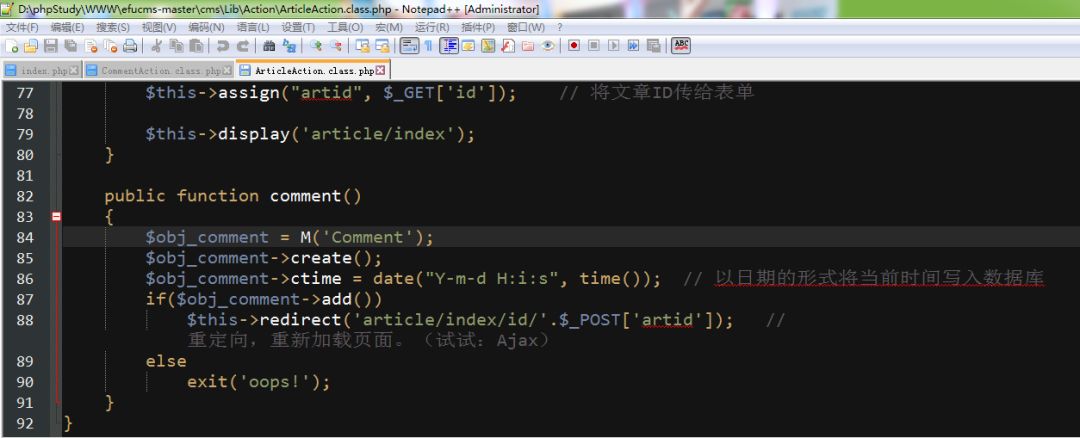 D:\phpStudy\WWW\efucms-master\cms\Lib\Action\ArticleAction.class.php - Notepad++ [Administrator]
文件(F) 编辑(E) 搜索(S) 视图(V) 编码(N) 语言(L) 设置(T) 工具(O) 宏(M) 运行(R) 插件(P) 窗口(W) ?
index.php CommentAction.class.php ArticleAction.class.php
77 $this->assign("artid", $_GET['id']); // 将文章ID传给表单
78
79 $this->display('article/index');
80 }
81
82 public function comment()
83 {
84 $obj_comment = M('Comment');
85 $obj_comment->create();
86 $obj_comment->ctime = date("Y-m-d H:i:s", time()); // 以日期的形式将当前时间写入数据库
87 if($obj_comment->add())
88 $this->redirect('article/index/id/'.$_POST['artid']); //
重定向，重新加载页面。（试试：Ajax）
89 else
90 exit('oops!');
91 }
92 }